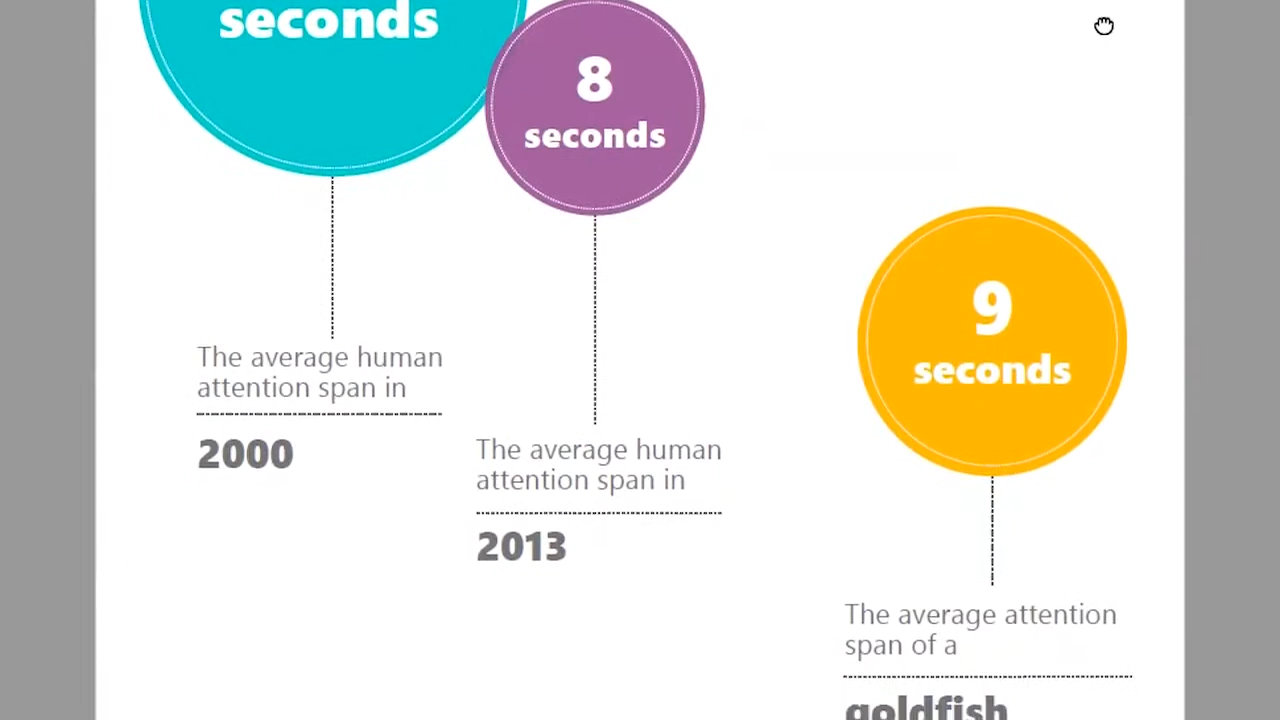 seconds
8
seconds
The average human
attention span in
2000
The average human
attention span in
2013
9
seconds
The average attention
span of a
goldfish